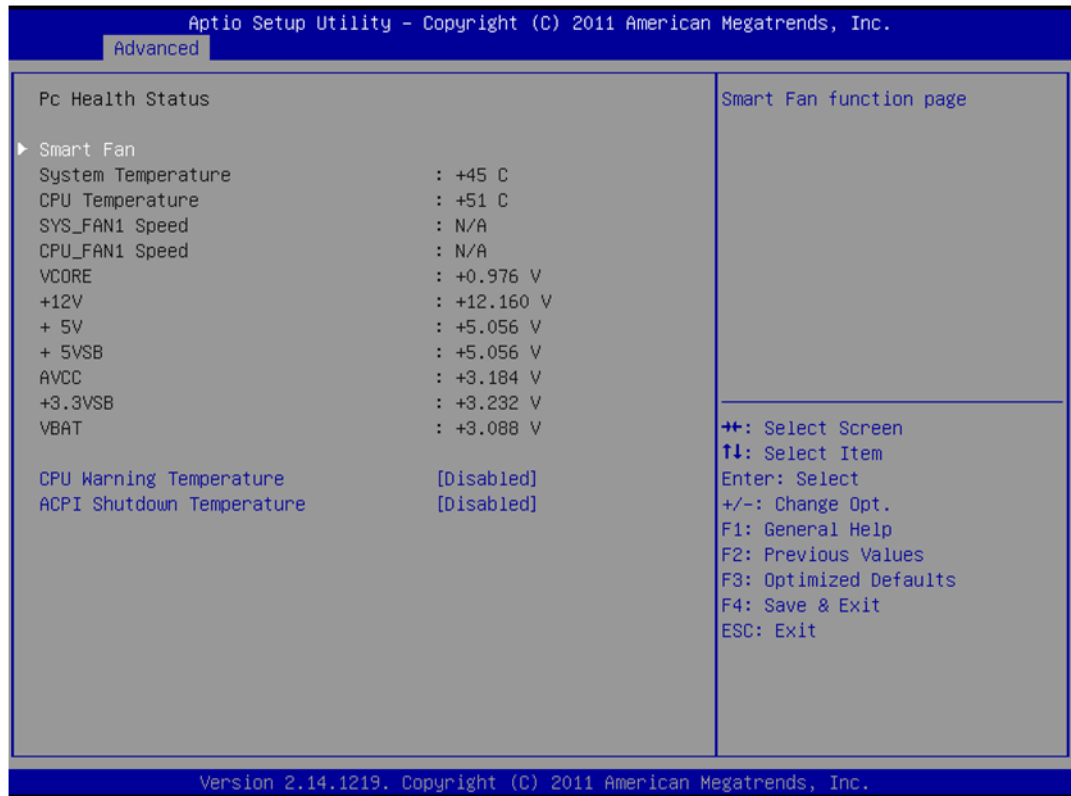 Aptio Setup Utility – Copyright (C) 2011 American Megatrends, Inc.
Advanced
Pc Health Status
Smart Fan
System Temperature : +45 C
CPU Temperature : +51 C
SYS_FAN1 Speed : N/A
CPU_FAN1 Speed : N/A
VCORE : +0.976 V
+12V : +12.160 V
+ 5V : +5.056 V
+ 5VSB : +5.056 V
AVCC : +3.184 V
+3.3VSB : +3.232 V
VBAT : +3.088 V
CPU Warning Temperature [Disabled]
ACPI Shutdown Temperature [Disabled]
Smart Fan function page
→←: Select Screen
↑↓: Select Item
Enter: Select
+/-: Change Opt.
F1: General Help
F2: Previous Values
F3: Optimized Defaults
F4: Save & Exit
ESC: Exit
Version 2.14.1219. Copyright (C) 2011 American Megatrends, Inc.